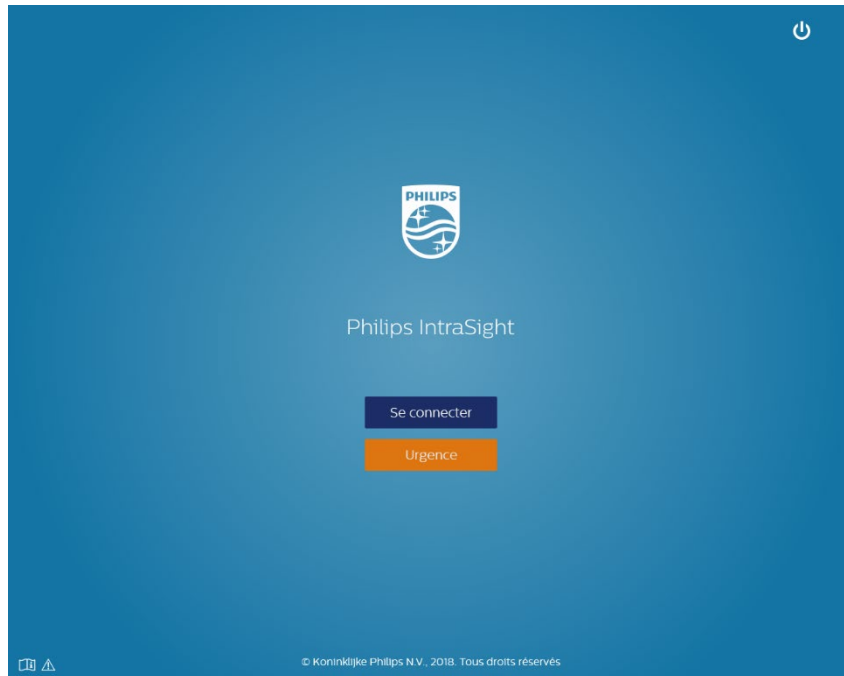 PHILIPS
Philips IntraSight
Se connecter
Urgence
© Koninklijke Philips N.V., 2018. Tous droits réservés